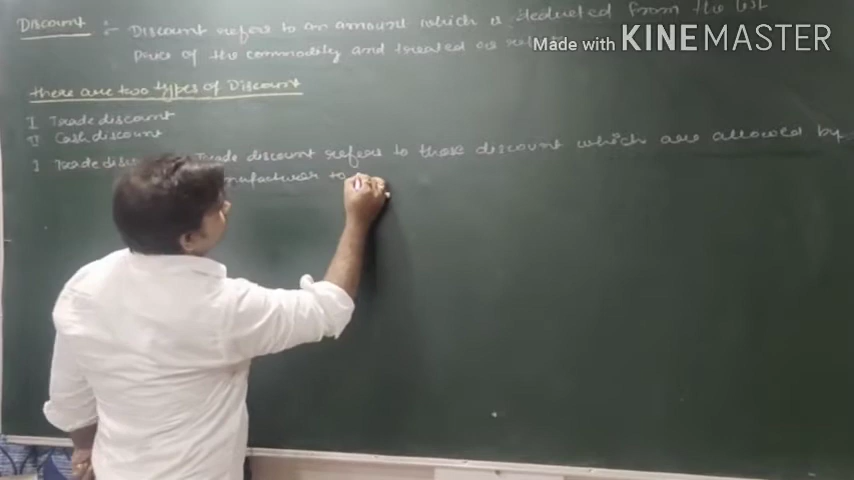 Discount :- Discount refers to an amount which is deducted from the list
price of the commodity and treated as
Made with KINEMASTER
there are two types of Discount
I Trade discount
II Cash discount
I Trade Trade discount refers to those discount which are allowed by
to